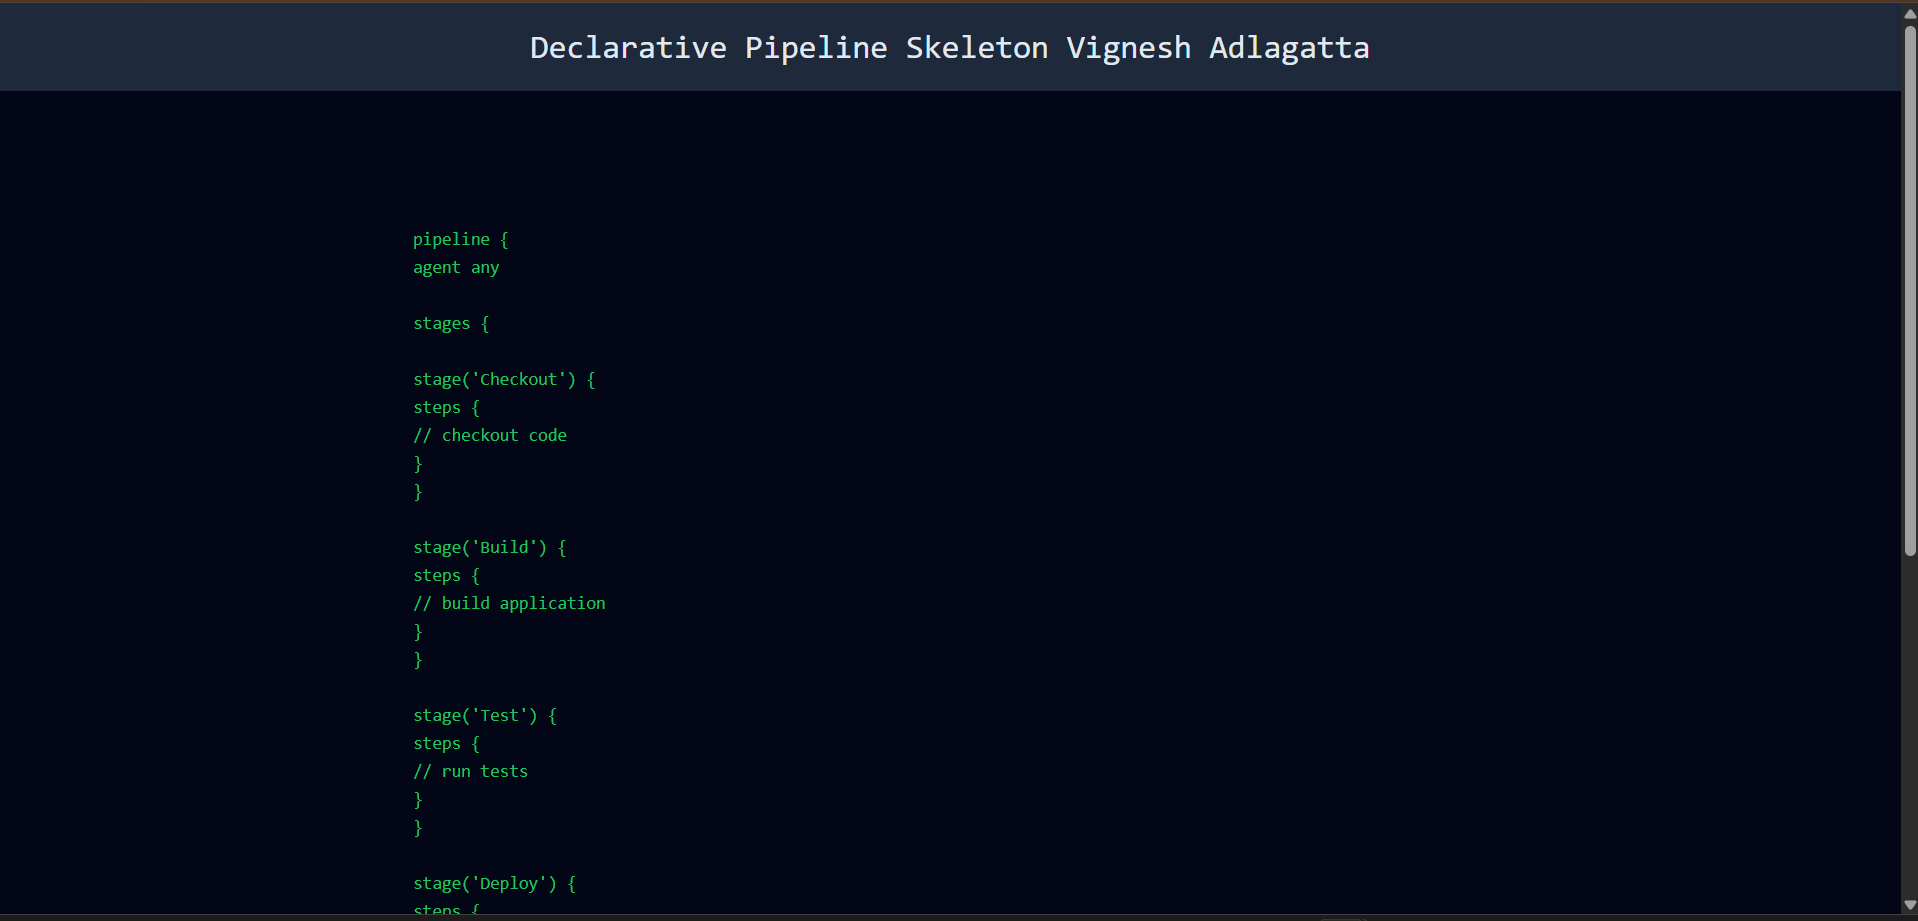 Declarative Pipeline Skeleton Vignesh Adlagatta
pipeline {
agent any
stages {
stage('Checkout') {
steps {
// checkout code
}
}
stage('Build') {
steps {
// build application
}
}
stage('Test') {
steps {
// run tests
}
}
stage('Deploy') {
steps {